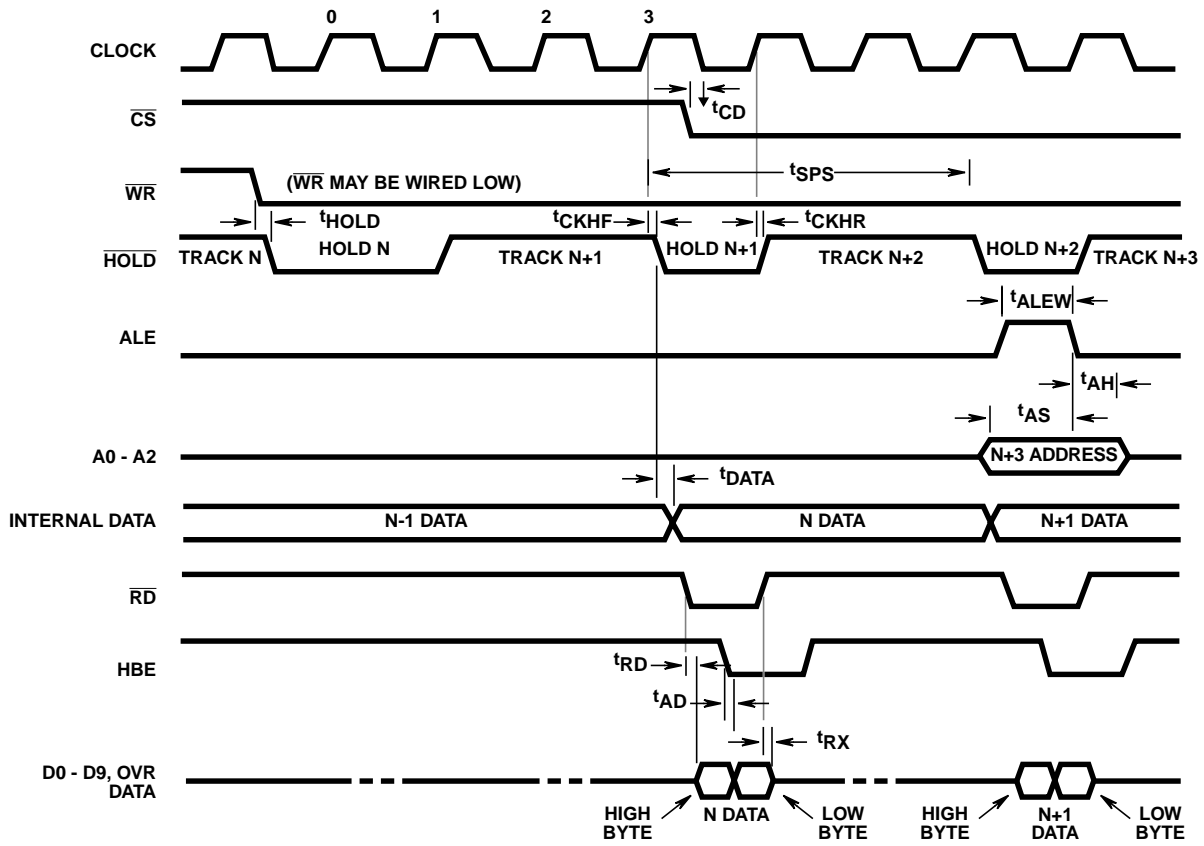 0 1 2 3
CLOCK
tCD
CS
tSPS
WR
(WR MAY BE WIRED LOW)
tHOLD
tCKHF
tCKHR
HOLD
TRACK N
HOLD N
TRACK N+1
HOLD N+1
TRACK N+2
HOLD N+2
TRACK N+3
tALEW
ALE
tAH
tAS
A0 - A2
N+3 ADDRESS
tDATA
INTERNAL DATA
N-1 DATA
N DATA
N+1 DATA
RD
HBE
tRD
tAD
tRX
D0 - D9, OVR
DATA
HIGH
BYTE
N DATA
LOW
BYTE
HIGH
BYTE
N+1
DATA
LOW
BYTE